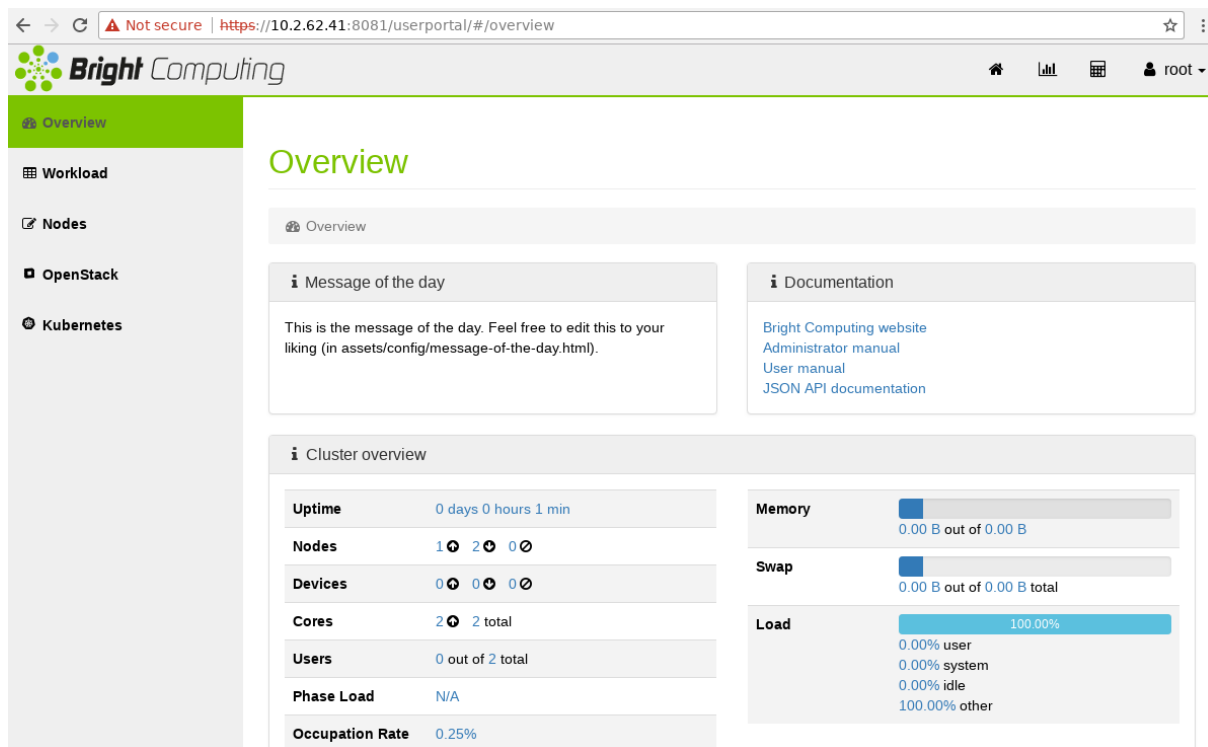 Not secure | https://10.2.62.41:8081/userportal/#/overview
Bright Computing
root
Overview
Workload
Nodes
OpenStack
Kubernetes
Overview
Overview
Message of the day
This is the message of the day. Feel free to edit this to your
liking (in assets/config/message-of-the-day.html).
Documentation
Bright Computing website
Administrator manual
User manual
JSON API documentation
Cluster overview
Uptime 0 days 0 hours 1 min
Nodes 1 2 0
Devices 0 0 0
Cores 2 2 total
Users 0 out of 2 total
Phase Load N/A
Occupation Rate 0.25%
Memory
0.00 B out of 0.00 B
Swap
0.00 B out of 0.00 B total
Load 100.00%
0.00% user
0.00% system
0.00% idle
100.00% other